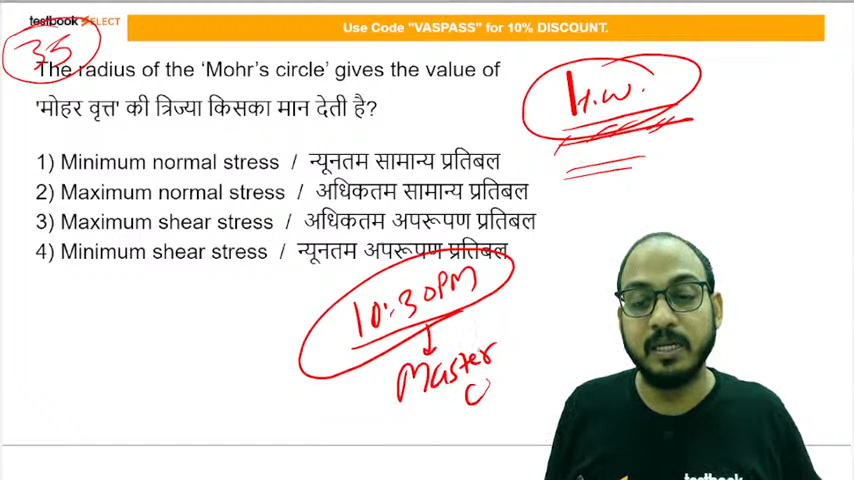 testbook SELECT
Use Code "VASPASS" for 10% DISCOUNT.
35
The radius of the ‘Mohr’s circle’ gives the value of
'मोहर वृत्त' की त्रिज्या किसका मान देती है?
H.W.
1) Minimum normal stress / न्यूनतम सामान्य प्रतिबल
2) Maximum normal stress / अधिकतम सामान्य प्रतिबल
3) Maximum shear stress / अधिकतम अपरूपण प्रतिबल
4) Minimum shear stress / न्यूनतम अपरूपण प्रतिबल
10:30PM
Master
testbook